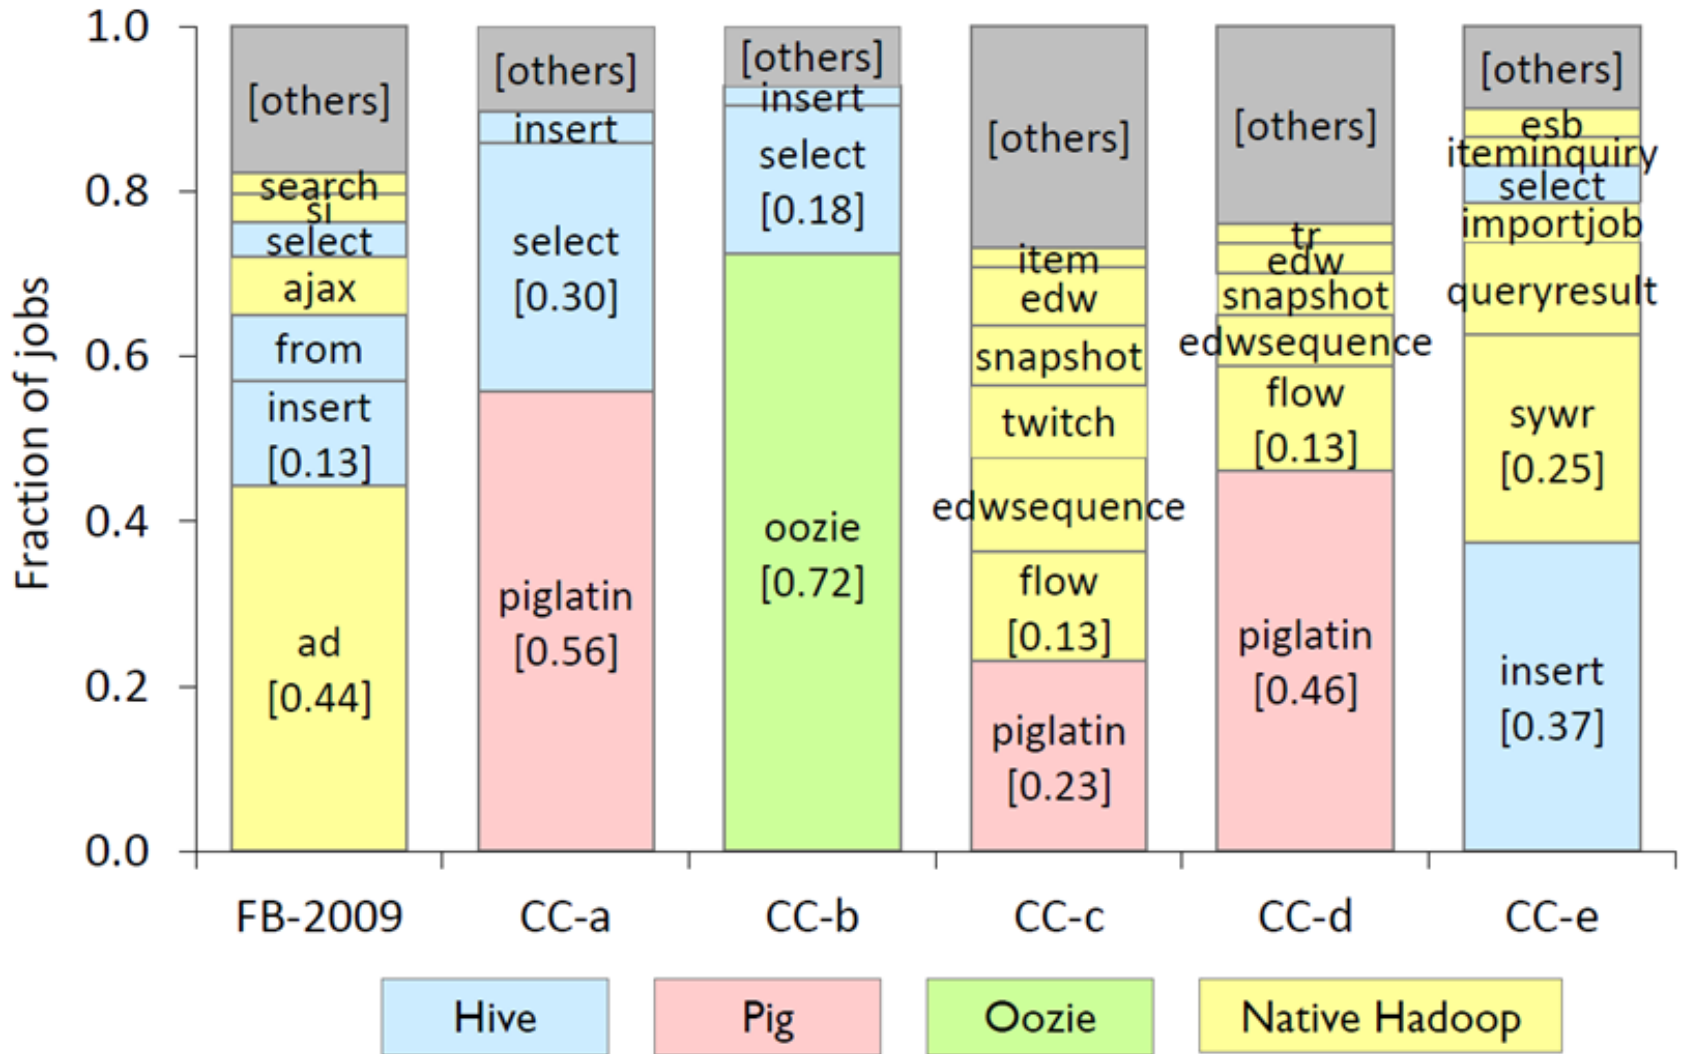 Fraction of jobs
1.0
0.8
0.6
0.4
0.2
0.0
[others]
search
si
select
ajax
from
insert
[0.13]
ad
[0.44]
FB-2009
[others]
insert
select
[0.30]
piglatin
[0.56]
CC-a
[others]
insert
select
[0.18]
oozie
[0.72]
CC-b
[others]
item
edw
snapshot
twitch
edwsequence
flow
[0.13]
piglatin
[0.23]
CC-c
[others]
tr
edw
snapshot
edwsequence
flow
[0.13]
piglatin
[0.46]
CC-d
[others]
esb
iteminquiry
select
importjob
queryresult
sywr
[0.25]
insert
[0.37]
CC-e
Hive
Pig
Oozie
Native Hadoop